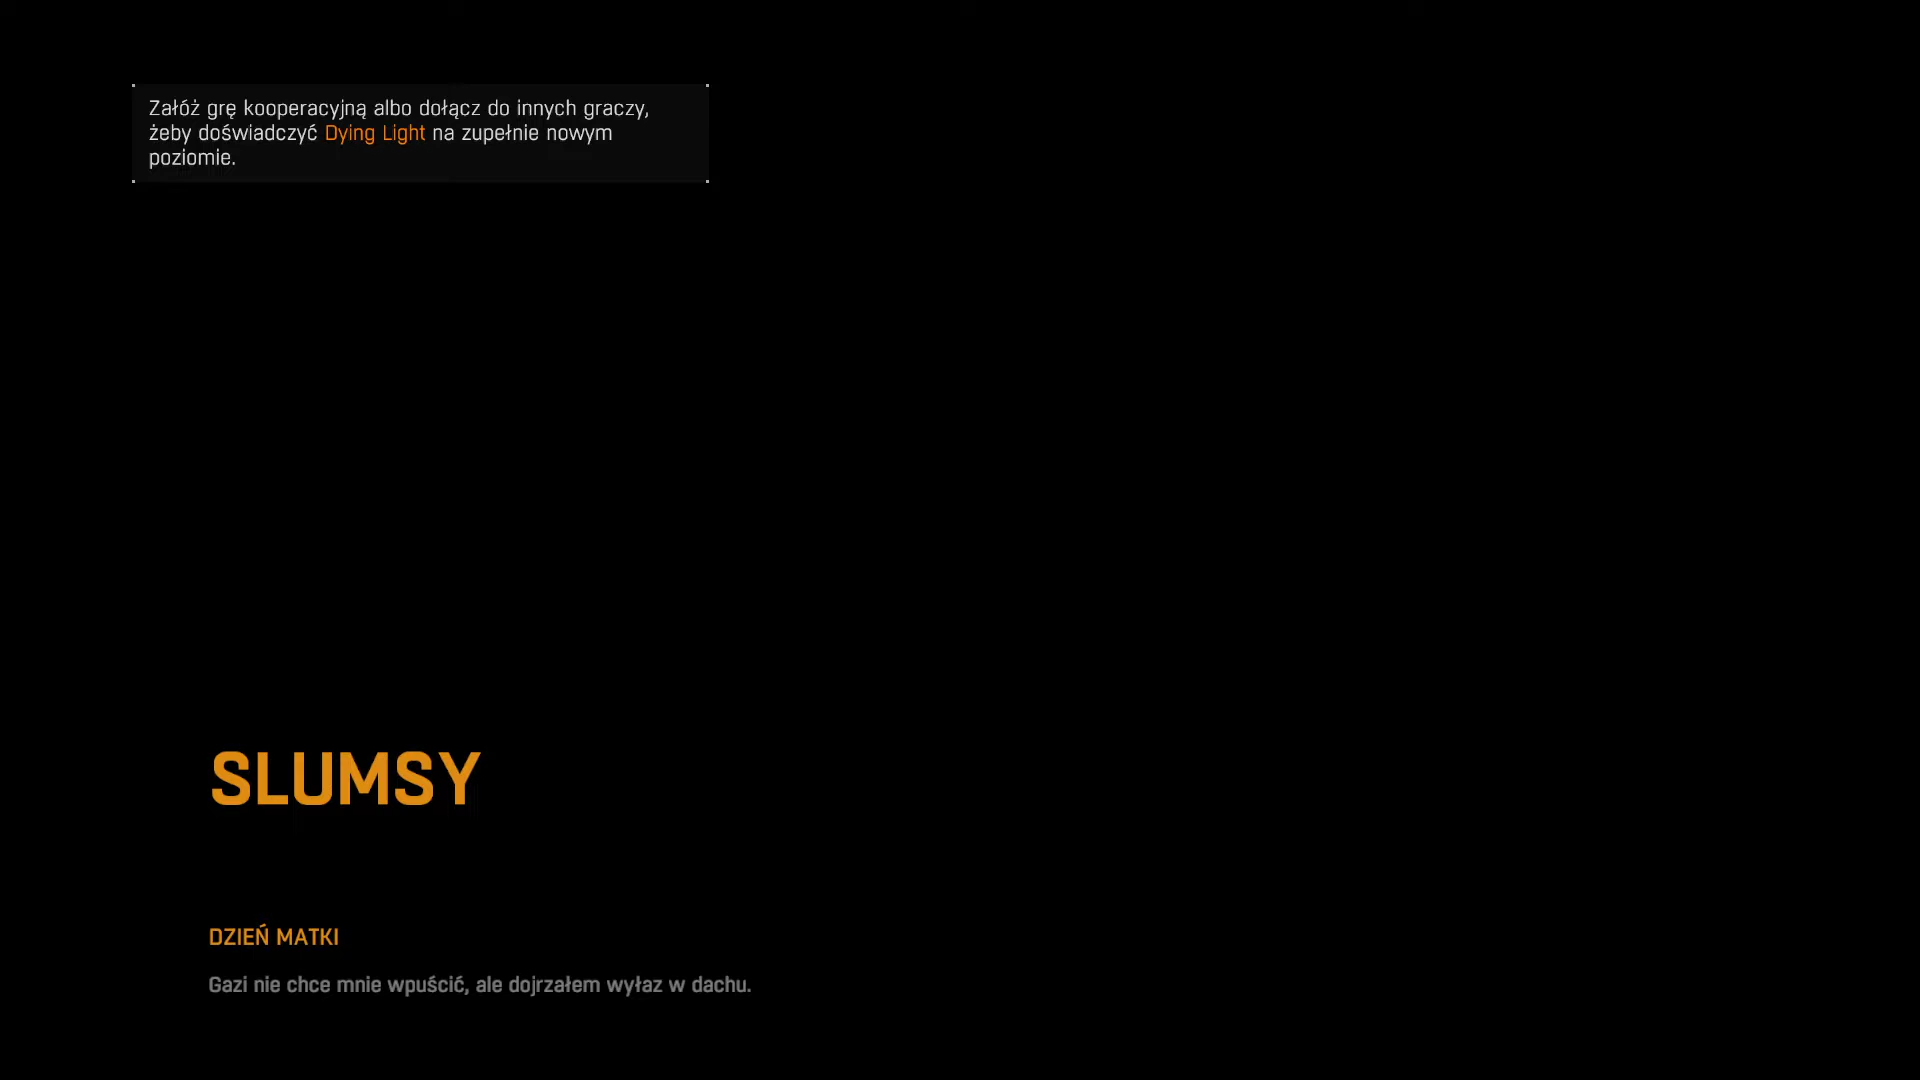 Załóż grę kooperacyjną albo dołącz do innych graczy,
żeby doświadczyć Dying Light na zupełnie nowym
poziomie.
SLUMSY
DZIEŃ MATKI
Gazi nie chce mnie wpuścić, ale dojrzałem wyłaz w dachu.